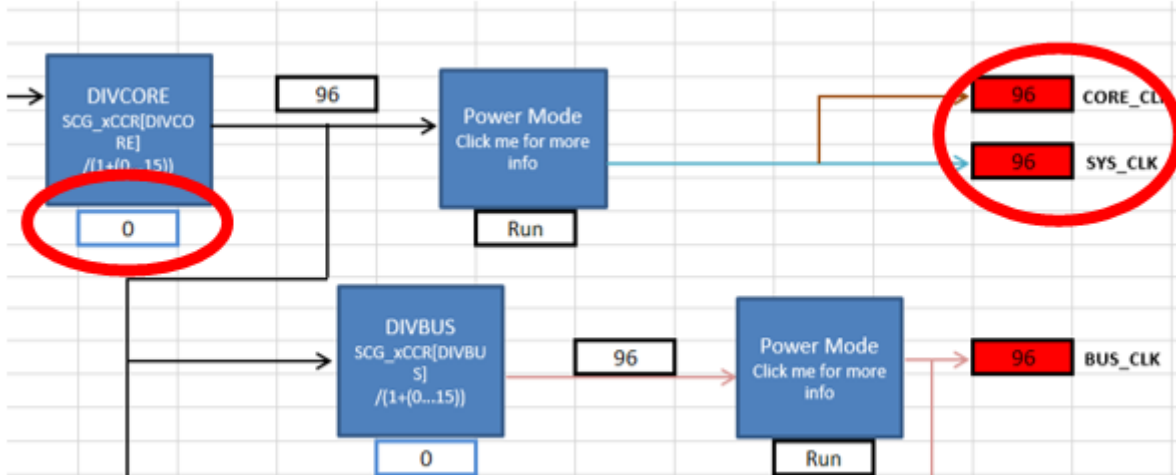 DIVCORE
SCG_xCCR[DIVCO
RE]
/(1+(0...15))
0
96
Power Mode
Click me for more
info
Run
96
CORE_CL
96
SYS_CLK
DIVBUS
SCG_xCCR[DIVBU
S]
/(1+(0...15))
0
96
Power Mode
Click me for more
info
Run
96
BUS_CLK